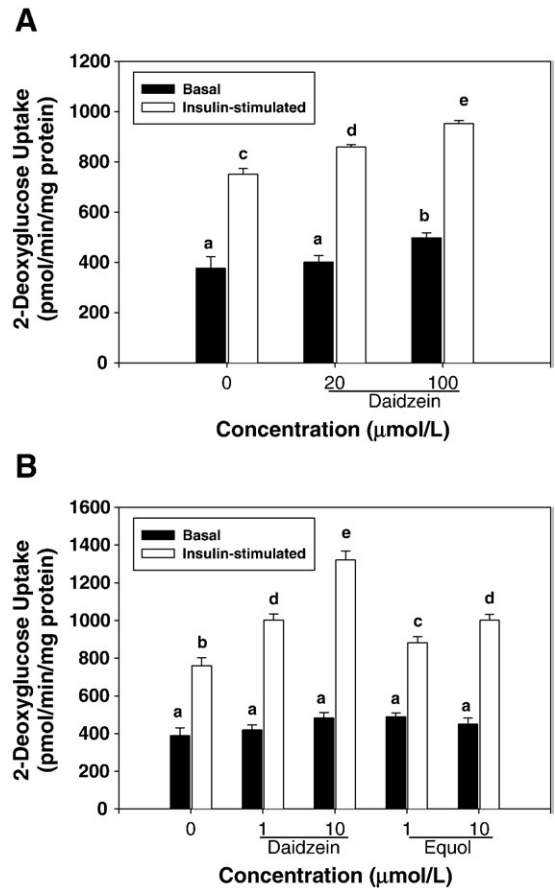 A
1200
1000
800
600
400
200
0
2-Deoxyglucose Uptake
(pmol/min/mg protein)
Basal
Insulin-stimulated
a
c
a
d
b
e
0
20
100
Daidzein
Concentration (μmol/L)
B
1600
1400
1200
1000
800
600
400
200
0
2-Deoxyglucose Uptake
(pmol/min/mg protein)
Basal
Insulin-stimulated
a
b
a
d
a
e
a
c
a
d
0
1
10
1
10
Daidzein
Equol
Concentration (μmol/L)